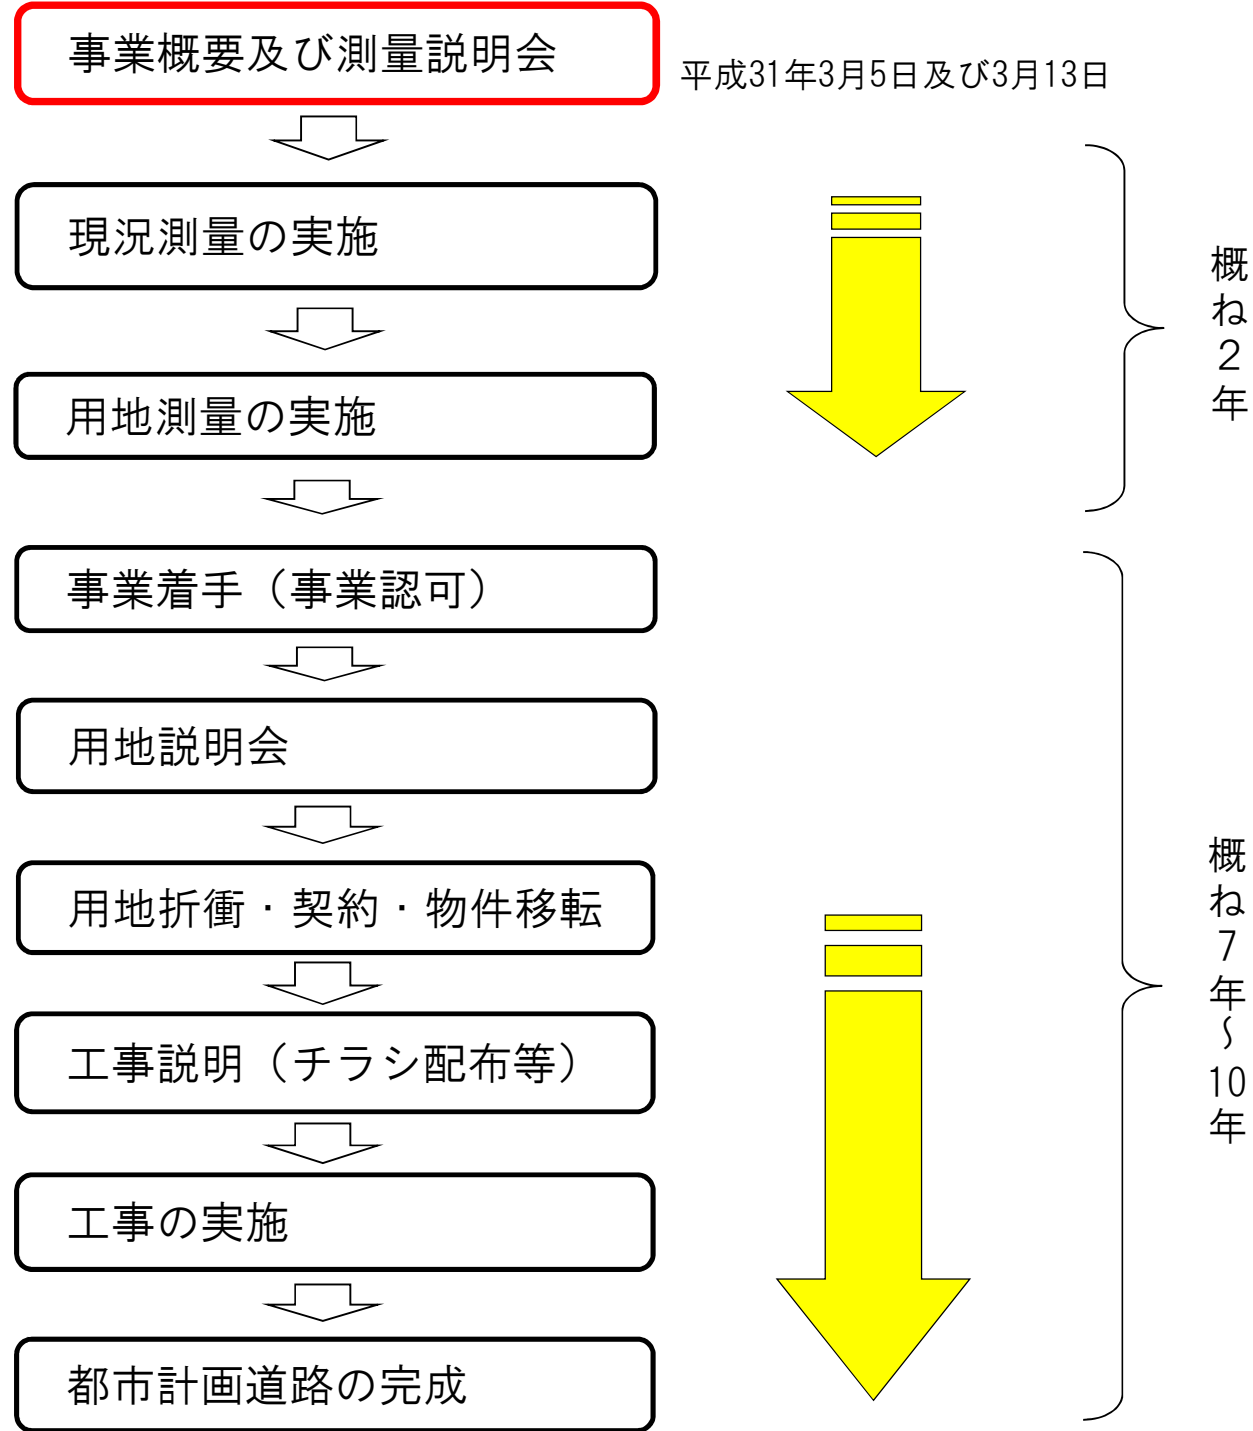 事業概要及び測量説明会
平成31年3月5日及び3月13日
現況測量の実施
用地測量の実施
概ね2年
事業着手（事業認可）
用地説明会
用地折衝・契約・物件移転
工事説明（チラシ配布等）
工事の実施
都市計画道路の完成
概ね7年～10年